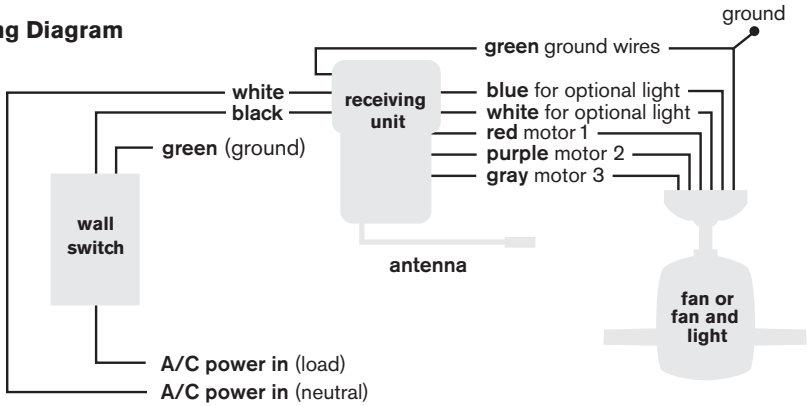 ng Diagram
ground
green ground wires
white
black
green (ground)
receiving
unit
blue for optional light
white for optional light
red motor 1
purple motor 2
gray motor 3
wall
switch
antenna
fan or
fan and
light
A/C power in (load)
A/C power in (neutral)